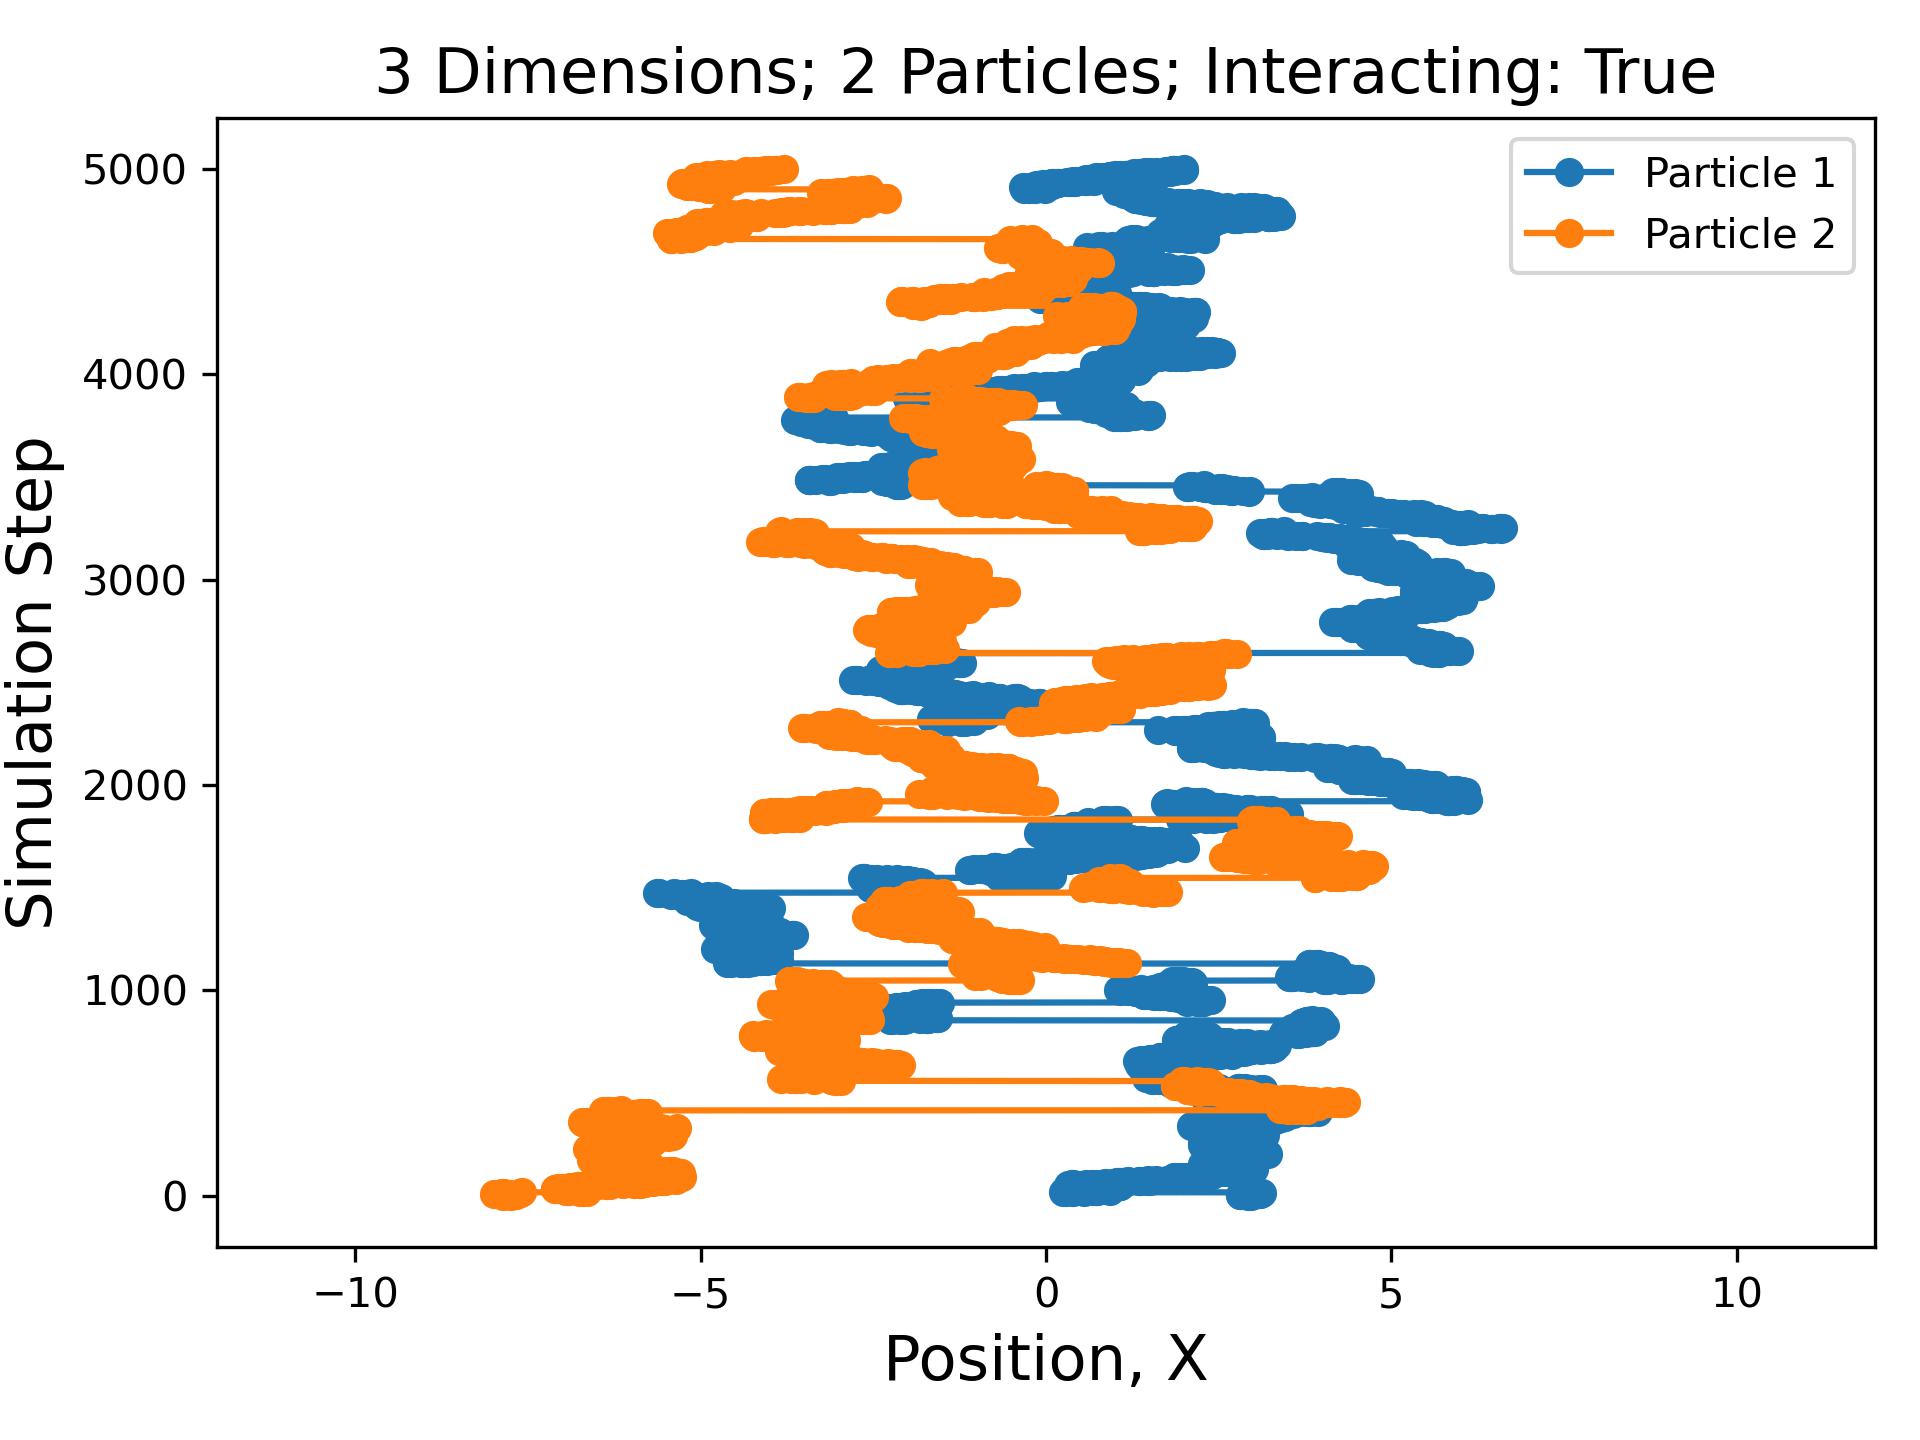 3 Dimensions; 2 Particles; Interacting: True
Particle 1
Particle 2
Simulation Step
5000
4000
3000
2000
1000
0
−10
−5
0
5
10
Position, X